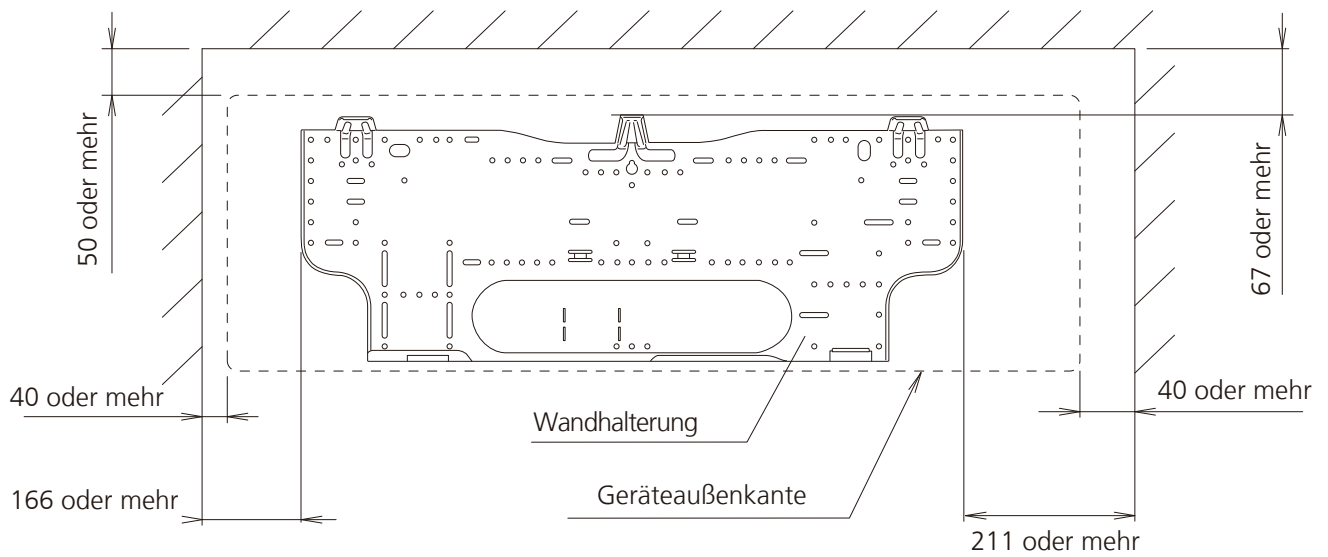 50 oder mehr
67 oder mehr
40 oder mehr
40 oder mehr
Wandhalterung
166 oder mehr
Geräteaußenkante
211 oder mehr